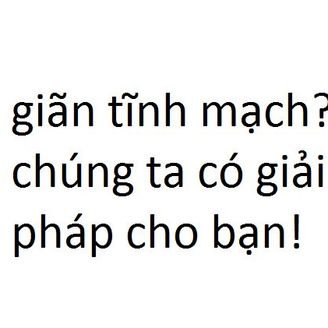 giãn tĩnh mạch?
chúng ta có giải
pháp cho bạn!